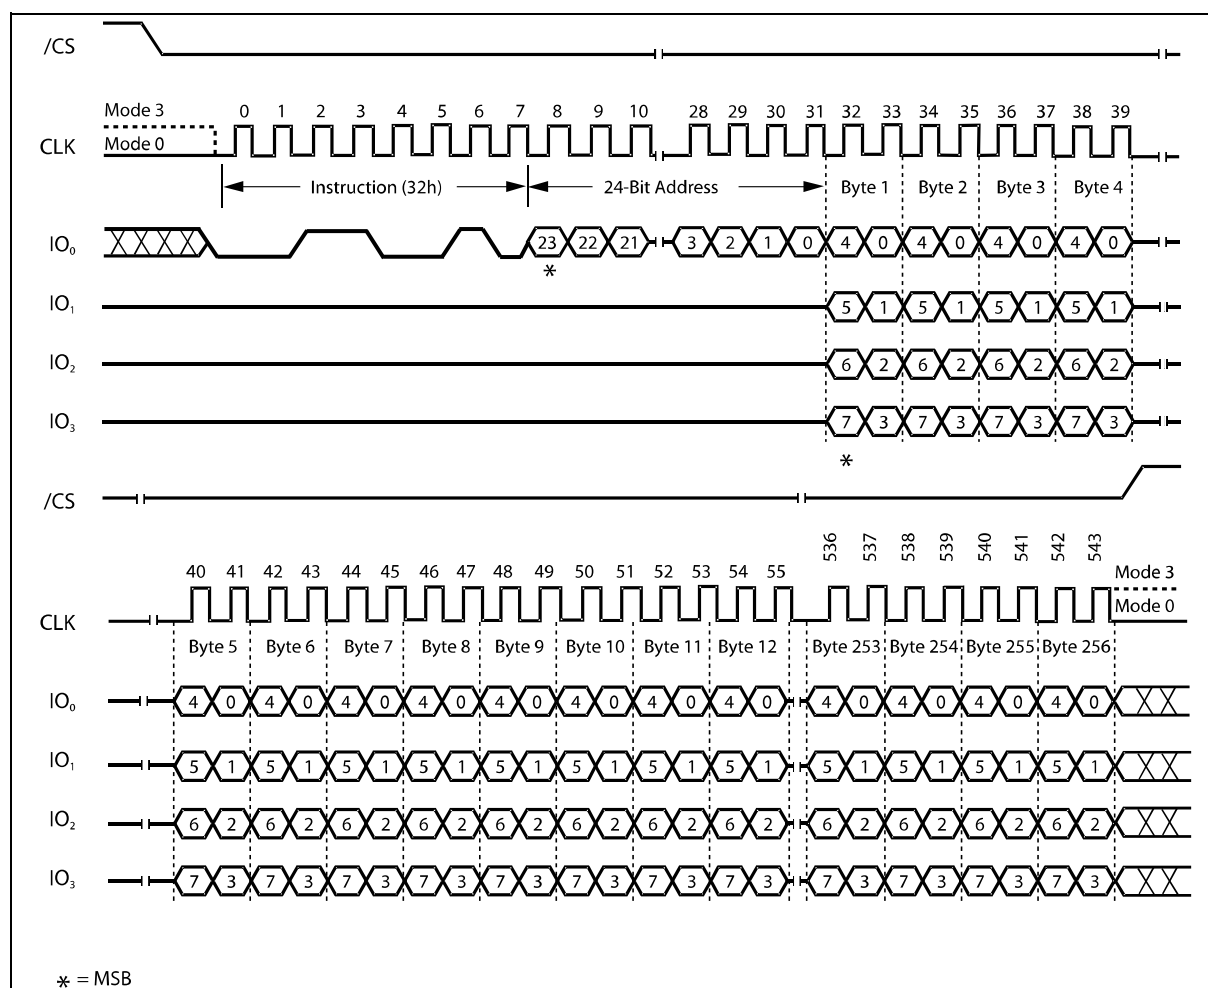 /CS
Mode 3
0 1 2 3 4 5 6 7 8 9 10 28 29 30 31 32 33 34 35 36 37 38 39
CLK
Mode 0
Instruction (32h) 24-Bit Address Byte 1 Byte 2 Byte 3 Byte 4
IO₀ 23 22 21 3 2 1 0 4 0 4 0 4 0 4 0
*
IO₁ 5 1 5 1 5 1 5 1
IO₂ 6 2 6 2 6 2 6 2
IO₃ 7 3 7 3 7 3 7 3
*
/CS
40 41 42 43 44 45 46 47 48 49 50 51 52 53 54 55 536 537 538 539 540 541 542 543
Mode 3
CLK
Mode 0
Byte 5 Byte 6 Byte 7 Byte 8 Byte 9 Byte 10 Byte 11 Byte 12 Byte 253 Byte 254 Byte 255 Byte 256
IO₀ 4 0 4 0 4 0 4 0 4 0 4 0 4 0 4 0 4 0 4 0 4 0 4 0
IO₁ 5 1 5 1 5 1 5 1 5 1 5 1 5 1 5 1 5 1 5 1 5 1 5 1
IO₂ 6 2 6 2 6 2 6 2 6 2 6 2 6 2 6 2 6 2 6 2 6 2 6 2
IO₃ 7 3 7 3 7 3 7 3 7 3 7 3 7 3 7 3 7 3 7 3 7 3 7 3
* = MSB